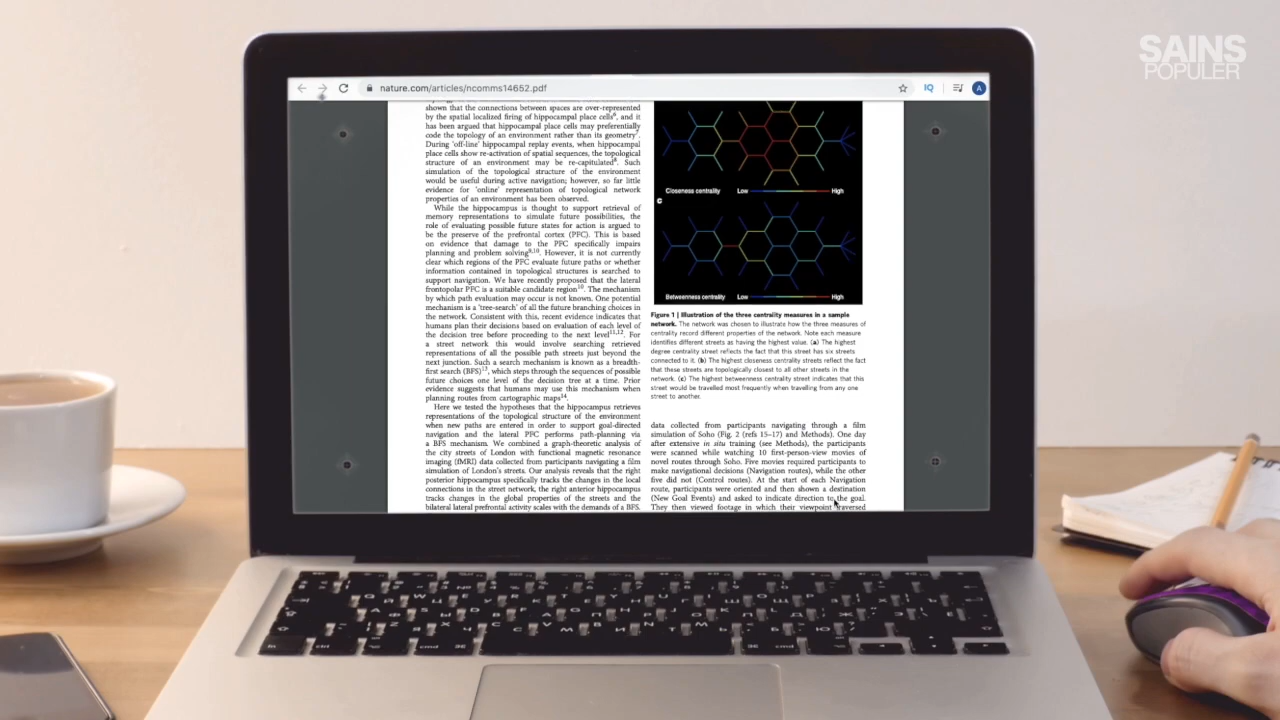 SAINS
POPULER
nature.com/articles/ncomms14652.pdf
IQ
A
shown that the connections between spaces are over-represented
by the spatial localized firing of hippocampal place cells⁶, and it
has been argued that hippocampal place cells may preferentially
code the topology of an environment rather than its geometry⁷.
During 'off-line' hippocampal replay events, when hippocampal
place cells show re-activation of spatial sequences, the topological
structure of an environment may be re-capitulated⁸. Such
simulation of the topological structure of the environment
would be useful during active navigation; however, so far little
evidence for 'online' representation of topological network
properties of an environment has been observed.
While the hippocampus is thought to support retrieval of
memory representations to simulate future possibilities, the
role of evaluating possible future states for action is argued to
be the preserve of the prefrontal cortex (PFC). This is based
on evidence that damage to the PFC specifically impairs
planning and problem solving⁹,¹⁰. However, it is not currently
clear which regions of the PFC evaluate future paths or whether
information contained in topological structures is searched to
support navigation. We have recently proposed that the lateral
frontopolar PFC is a suitable candidate region¹⁰. The mechanism
by which path evaluation may occur is not known. One potential
mechanism is a 'tree-search' of all the future branching choices in
the network. Consistent with this, recent evidence indicates that
humans plan their decisions based on evaluation of each level of
the decision tree before proceeding to the next level¹¹,¹². For
a street network this would involve searching retrieved
representations of all the possible path streets just beyond the
next junction. Such a search mechanism is known as a breadth-
first search (BFS)¹³, which steps through the sequences of possible
future choices one level of the decision tree at a time. Prior
evidence suggests that humans may use this mechanism when
planning routes from cartographic maps¹⁴.
Here we tested the hypotheses that the hippocampus retrieves
representations of the topological structure of the environment
when new paths are entered in order to support goal-directed
navigation and the lateral PFC performs path-planning via
a BFS mechanism. We combined a graph-theoretic analysis of
the city streets of London with functional magnetic resonance
imaging (fMRI) data collected from participants navigating a film
simulation of London's streets. Our analysis reveals that the right
posterior hippocampus specifically tracks the changes in the local
connections in the street network, the right anterior hippocampus
tracks changes in the global properties of the streets and the
bilateral lateral prefrontal activity scales with the demands of a BFS.
Closeness centrality Low High
c
Betweenness centrality Low High
Figure 1 | Illustration of the three centrality measures in a sample
network. The network was chosen to illustrate how the three measures of
centrality record different properties of the network. Note each measure
identifies different streets as having the highest value. (a) The highest
degree centrality street reflects the fact that this street has six streets
connected to it. (b) The highest closeness centrality streets reflect the fact
that these streets are topologically closest to all other streets in the
network. (c) The highest betweenness centrality street indicates that this
street would be travelled most frequently when travelling from any one
street to another.
data collected from participants navigating through a film
simulation of Soho (Fig. 2 (refs 15–17) and Methods). One day
after extensive in situ training (see Methods), the participants
were scanned while watching 10 first-person-view movies of
novel routes through Soho. Five movies required participants to
make navigational decisions (Navigation routes), while the other
five did not (Control routes). At the start of each Navigation
route, participants were oriented and then shown a destination
(New Goal Events) and asked to indicate direction to the goal.
They then viewed footage in which their viewpoint traversed